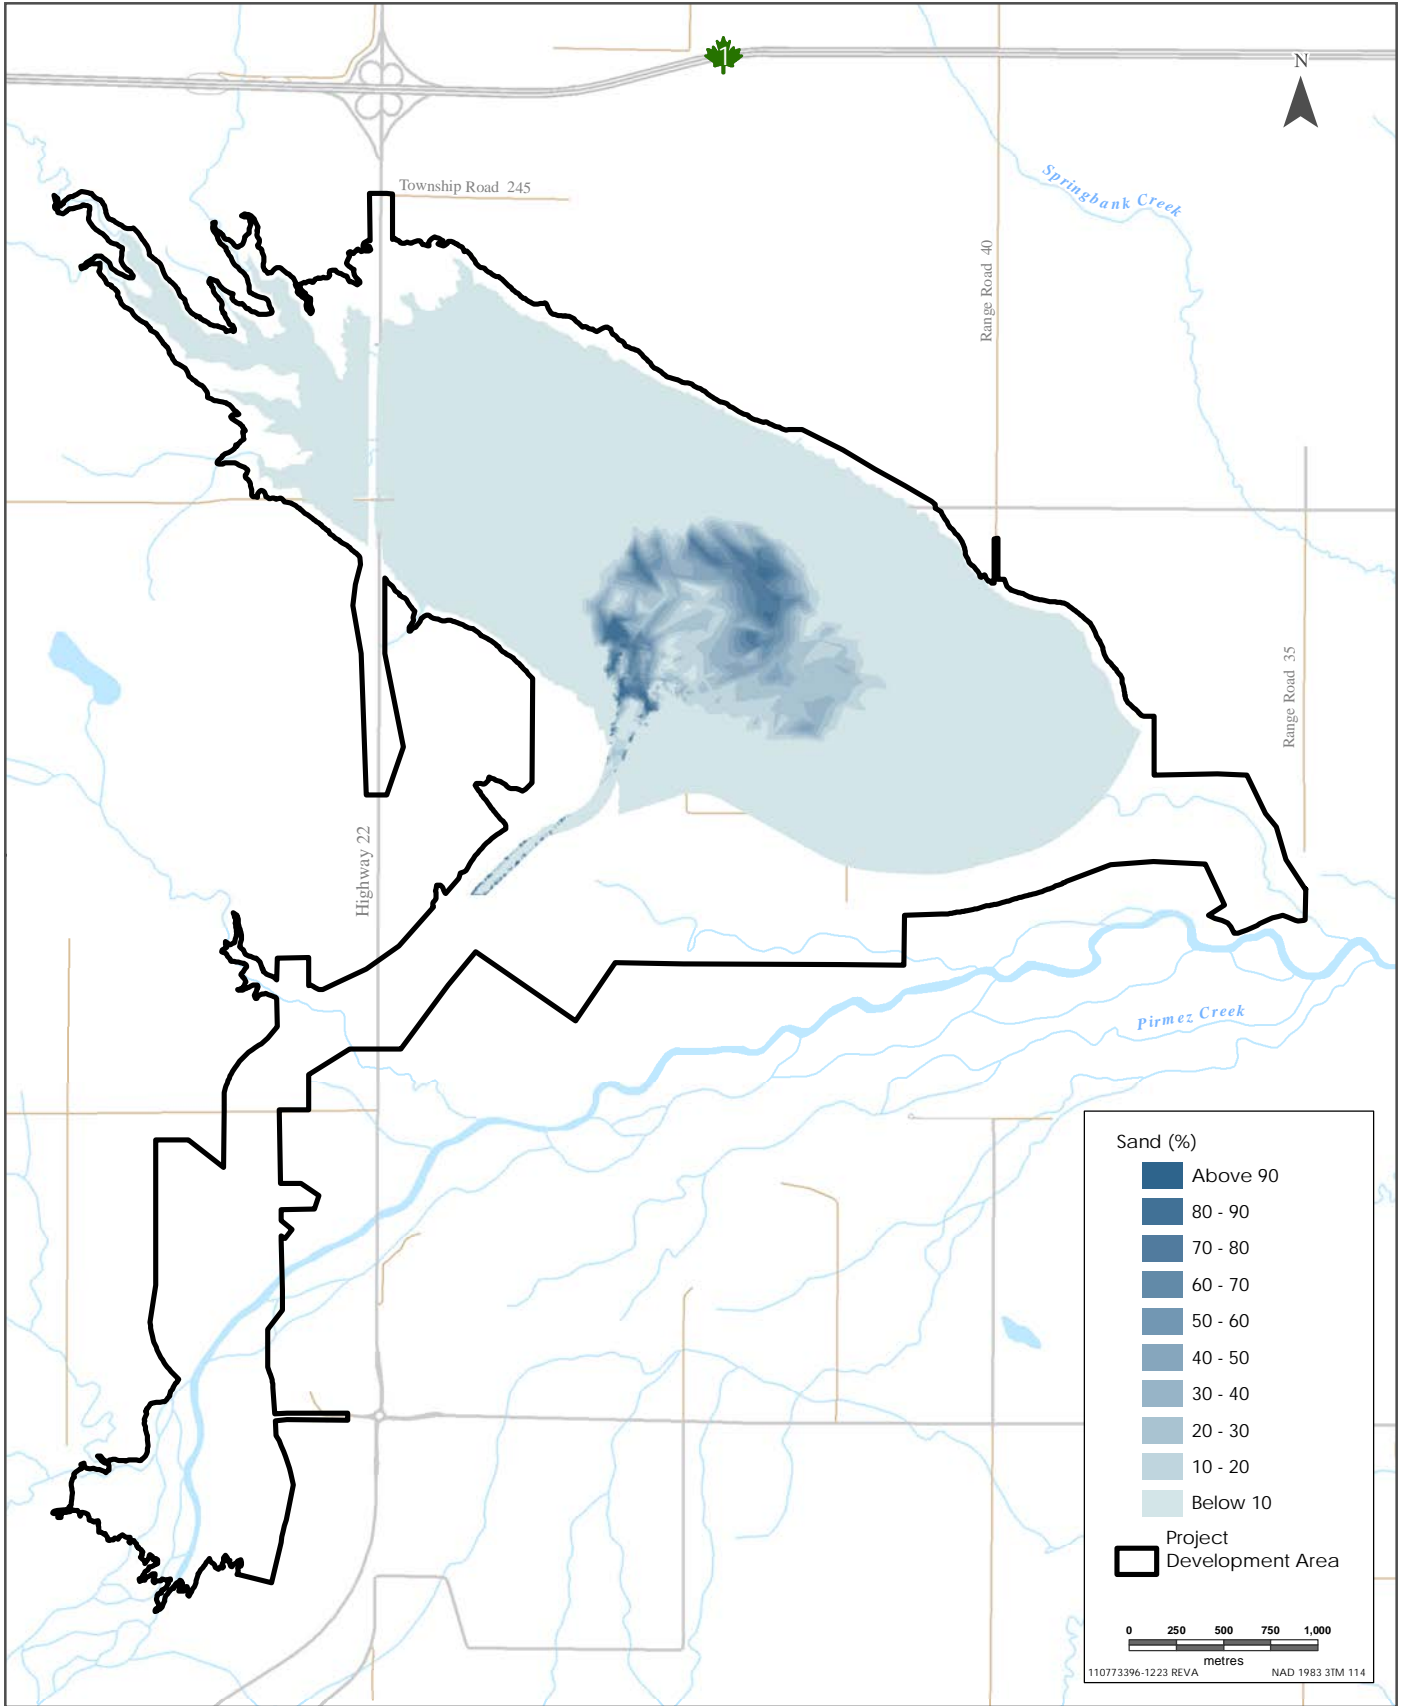 1
N
Township Road 245
Springbank Creek
Range Road 40
Range Road 35
Highway 22
Pirmez Creek
Sand (%)
Above 90
80 - 90
70 - 80
60 - 70
50 - 60
40 - 50
30 - 40
20 - 30
10 - 20
Below 10
Project
Development Area
0 250 500 750 1,000
metres
110773396-1223 REVA NAD 1983 3TM 114